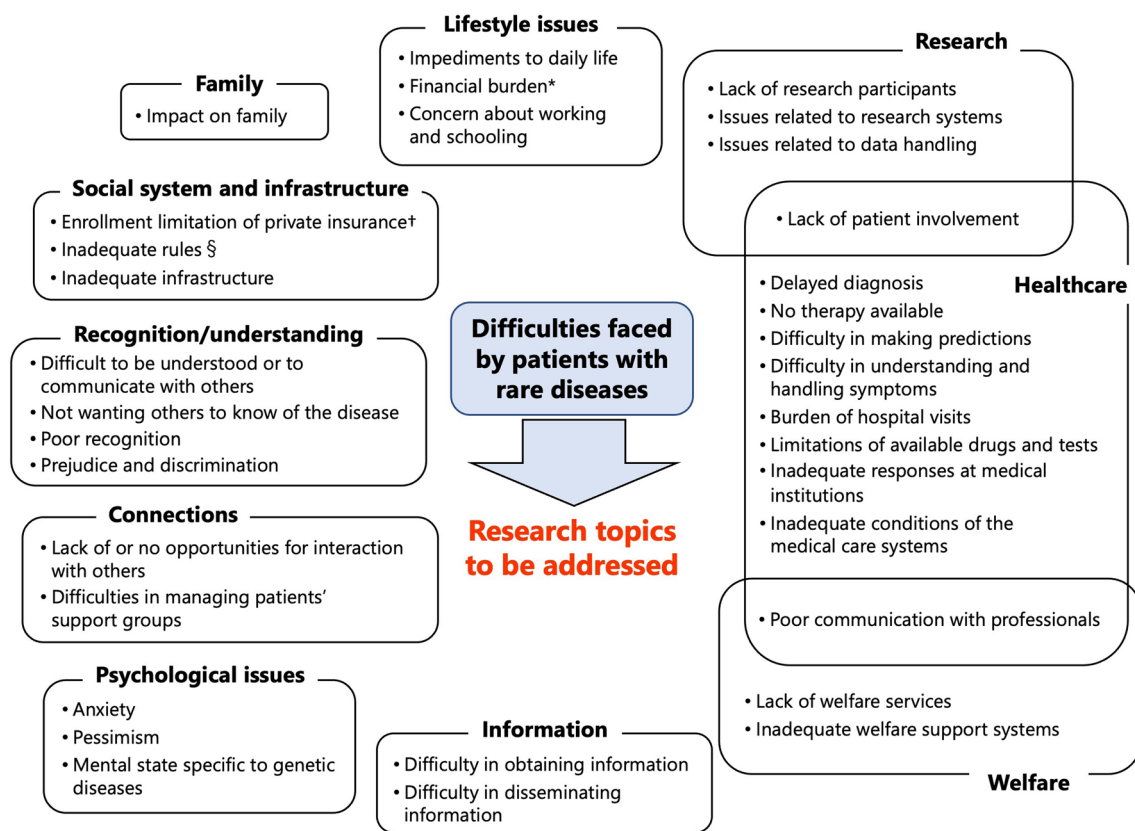 Lifestyle issues
• Impediments to daily life
• Financial burden*
• Concern about working
and schooling
Family
• Impact on family
Social system and infrastructure
• Enrollment limitation of private insurance†
• Inadequate rules §
• Inadequate infrastructure
Recognition/understanding
• Difficult to be understood or to
communicate with others
• Not wanting others to know of the disease
• Poor recognition
• Prejudice and discrimination
Connections
• Lack of or no opportunities for interaction
with others
• Difficulties in managing patients’
support groups
Psychological issues
• Anxiety
• Pessimism
• Mental state specific to genetic
diseases
Information
• Difficulty in obtaining information
• Difficulty in disseminating
information
Difficulties faced
by patients with
rare diseases
Research topics
to be addressed
Research
• Lack of research participants
• Issues related to research systems
• Issues related to data handling
• Lack of patient involvement
Healthcare
• Delayed diagnosis
• No therapy available
• Difficulty in making predictions
• Difficulty in understanding and
handling symptoms
• Burden of hospital visits
• Limitations of available drugs and tests
• Inadequate responses at medical
institutions
• Inadequate conditions of the
medical care systems
• Poor communication with professionals
• Lack of welfare services
• Inadequate welfare support systems
Welfare